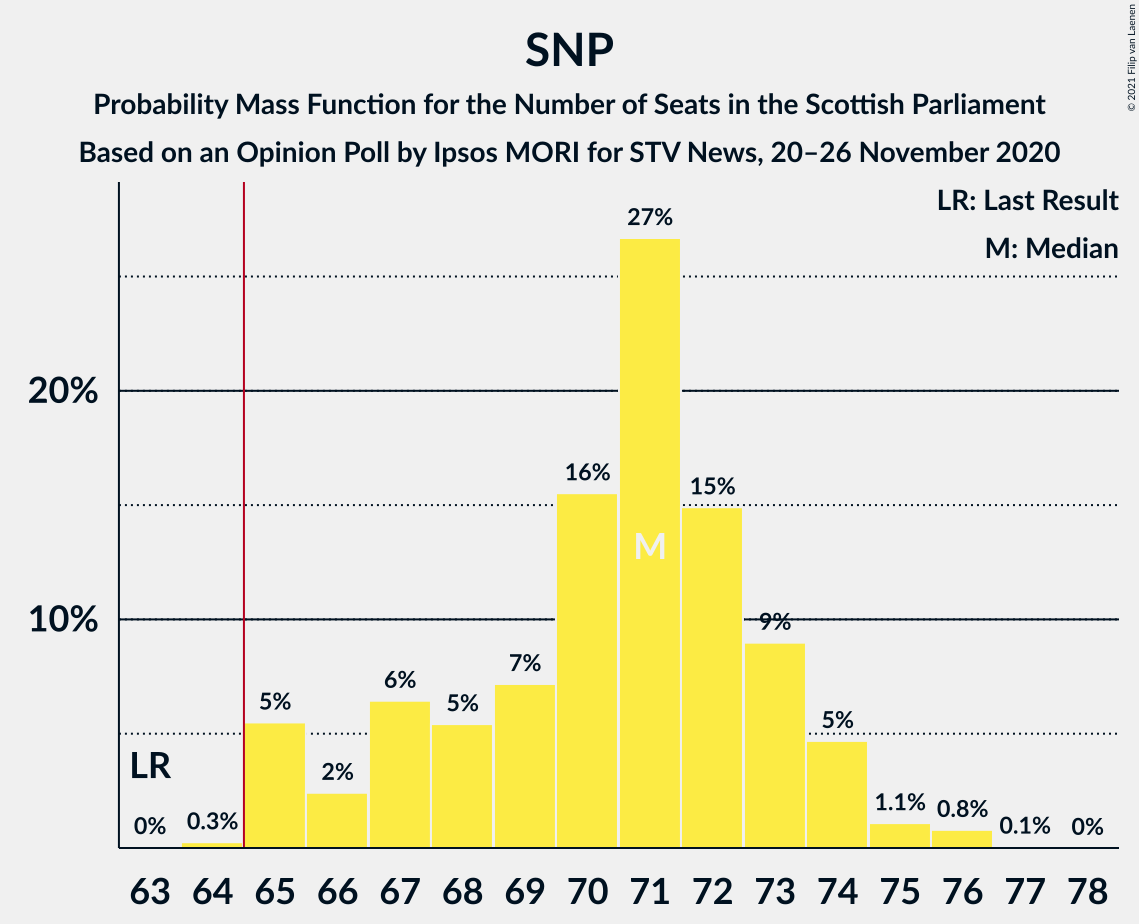 SNP
Probability Mass Function for the Number of Seats in the Scottish Parliament
Based on an Opinion Poll by Ipsos MORI for STV News, 20–26 November 2020
© 2021 Filip van Laenen
LR: Last Result
M: Median
27%
20%
16%
15%
M
10%
9%
7%
6%
5%
5%
5%
2%
LR
1.1%
0.8%
0.3%
0%
0.1%
0%
63 64 65 66 67 68 69 70 71 72 73 74 75 76 77 78